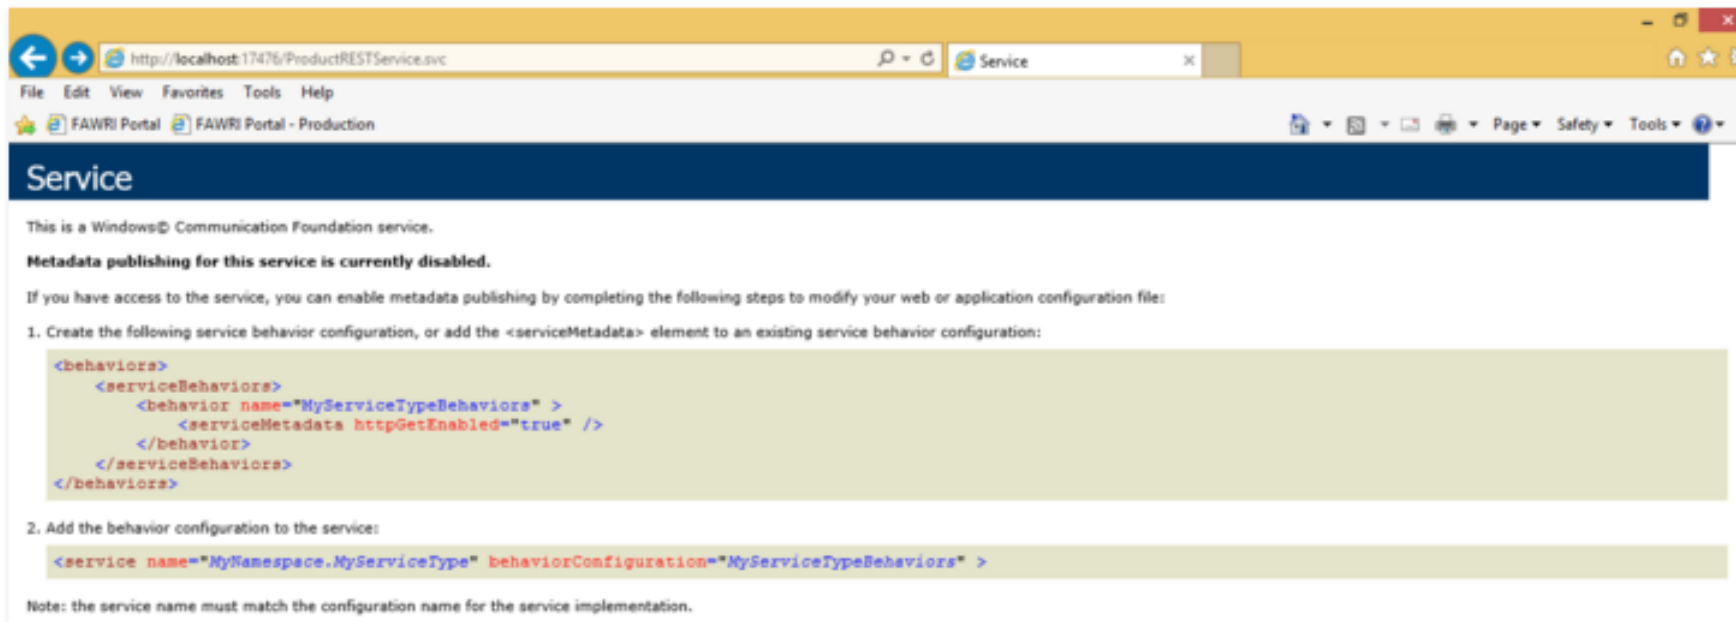 http://localhost:17476/ProductRESTService.svc
Service
File Edit View Favorites Tools Help
FAWRI Portal FAWRI Portal - Production
Page Safety Tools
Service
This is a Windows© Communication Foundation service.
Metadata publishing for this service is currently disabled.
If you have access to the service, you can enable metadata publishing by completing the following steps to modify your web or application configuration file:
1. Create the following service behavior configuration, or add the <serviceMetadata> element to an existing service behavior configuration:
<behaviors>
<serviceBehaviors>
<behavior name="MyServiceTypeBehaviors" >
<serviceMetadata httpGetEnabled="true" />
</behavior>
</serviceBehaviors>
</behaviors>
2. Add the behavior configuration to the service:
<service name="MyNamespace.MyServiceType" behaviorConfiguration="MyServiceTypeBehaviors" >
Note: the service name must match the configuration name for the service implementation.